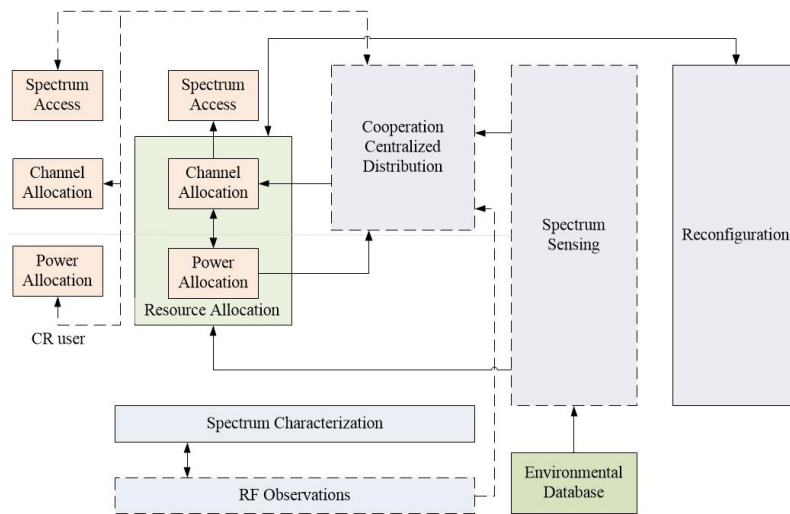 Spectrum
Access
Spectrum
Access
Cooperation
Centralized
Distribution
Channel
Allocation
Channel
Allocation
Spectrum
Sensing
Reconfiguration
Power
Allocation
Power
Allocation
Resource Allocation
CR user
Spectrum Characterization
RF Observations
Environmental
Database